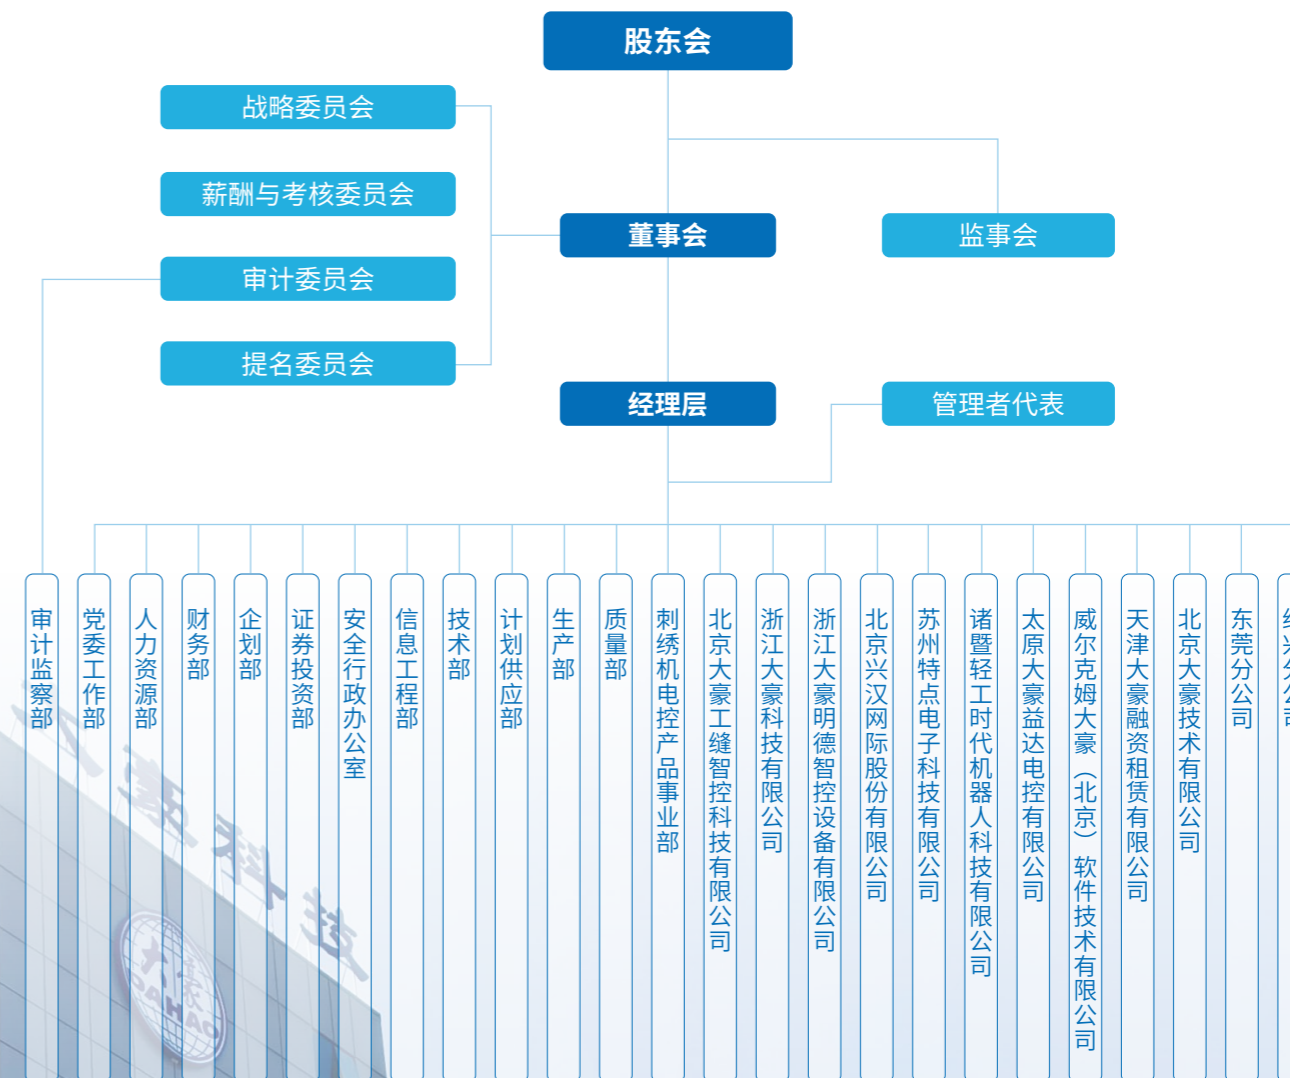 股东会
战略委员会
薪酬与考核委员会
董事会
监事会
审计委员会
提名委员会
经理层
管理者代表
审计监察部
党委工作部
人力资源部
财务部
企划部
证券投资部
安全行政办公室
信息工程部
技术部
计划供应部
生产部
质量部
刺绣机电控产品事业部
北京大豪工缝智控科技有限公司
浙江大豪科技有限公司
浙江大豪明德智控设备有限公司
北京兴汉网际股份有限公司
苏州特点电子科技有限公司
诸暨轻工时代机器人科技有限公司
太原大豪益达电控有限公司
威尔克姆大豪（北京）软件技术有限公司
天津大豪融资租赁有限公司
北京大豪技术有限公司
东莞分公司
大豪科技
大豪
DAHAO